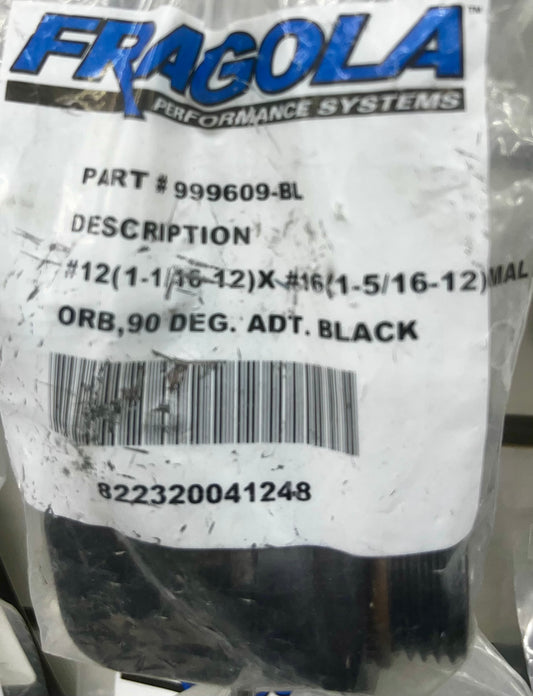 FRAGOLA™
PERFORMANCE SYSTEMS
PART # 999609-BL
DESCRIPTION
#12(1-1/16-12)X #16(1-5/16-12)MAL
ORB,90 DEG. ADT. BLACK
822320041248